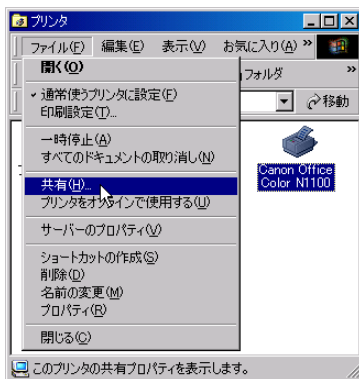 プリンタ
ファイル(F) 編集(E) 表示(V) お気に入り(A) »
開く(O)
フォルダ »
通常使うプリンタに設定(F)
印刷設定(T)...
移動
一時停止(A)
すべてのドキュメントの取り消し(N)
Canon Office
Color N1100
共有(H)...
プリンタをオフラインで使用する(U)
サーバーのプロパティ(V)
ショートカットの作成(S)
削除(D)
名前の変更(M)
プロパティ(R)
閉じる(C)
このプリンタの共有プロパティを表示します。